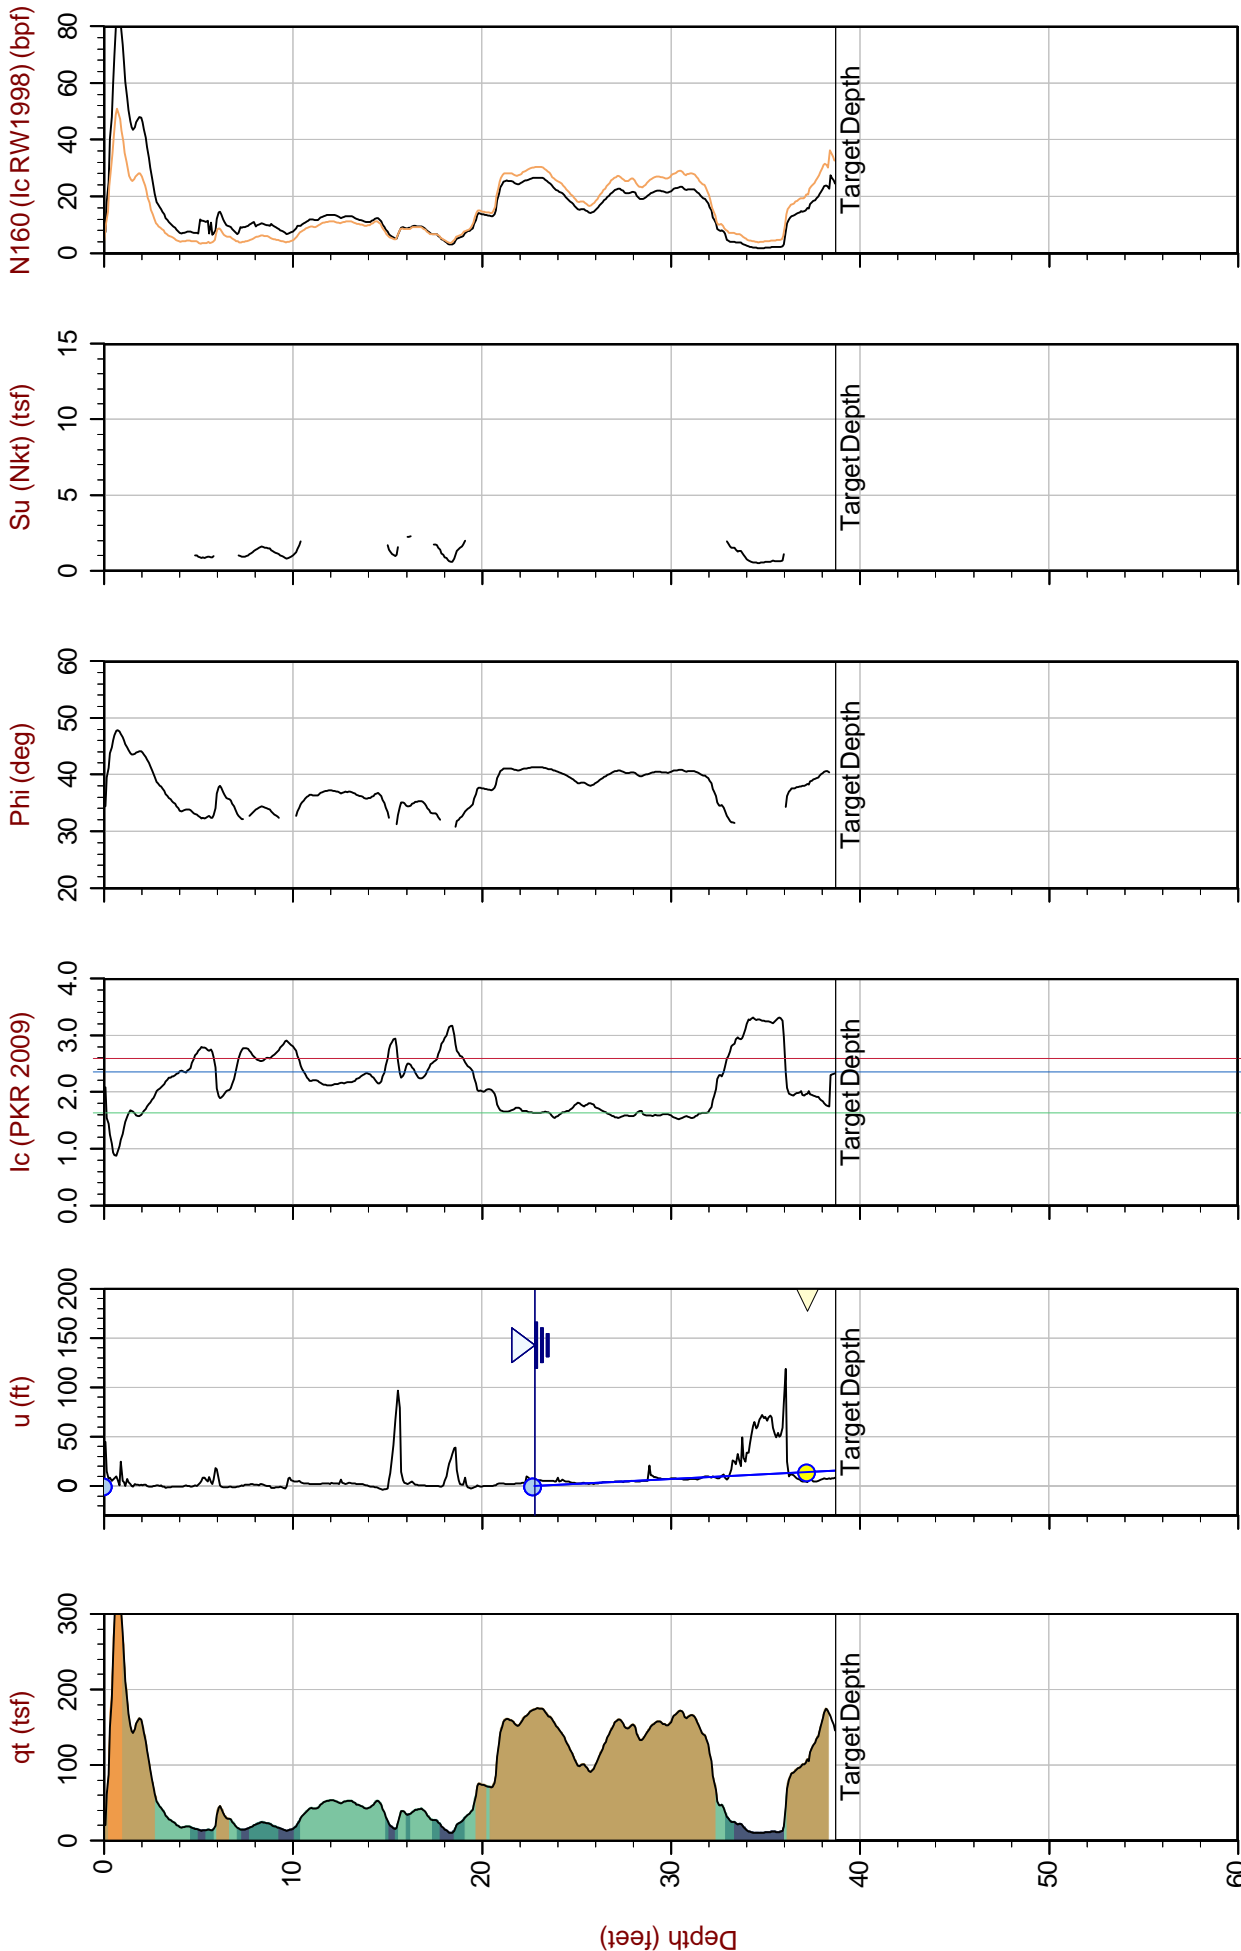 Depth (feet)
0
10
20
30
40
50
60
qt (tsf)
0
100
200
300
Target Depth
u (ft)
0
50
100
150
200
Target Depth
Ic (PKR 2009)
0.0
1.0
2.0
3.0
4.0
Target Depth
Phi (deg)
20
30
40
50
60
Target Depth
Su (Nkt) (tsf)
0
5
10
15
Target Depth
N160 (Ic RW1998) (bpf)
0
20
40
60
80
Target Depth